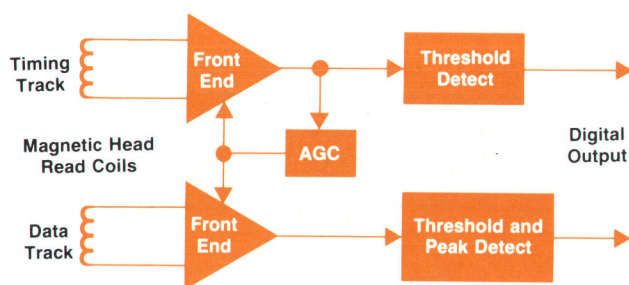 Timing
Track
Front
End
Threshold
Detect
Magnetic Head
Read Coils
AGC
Digital
Output
Data
Track
Front
End
Threshold and
Peak Detect